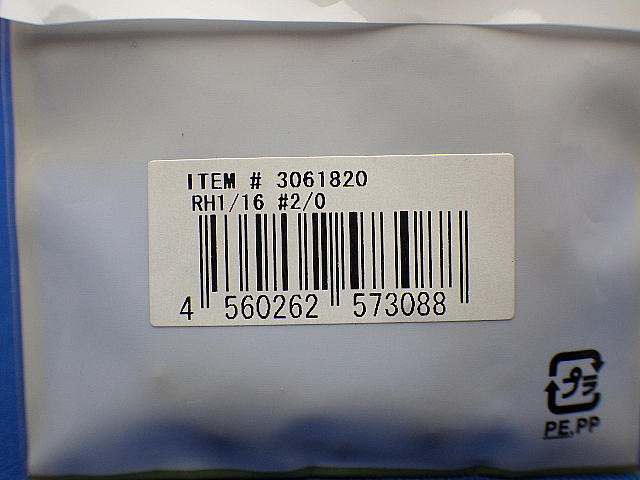 ITEM # 3061820
RH1/16 #2/0
4 560262 573088
プラ
PE,PP